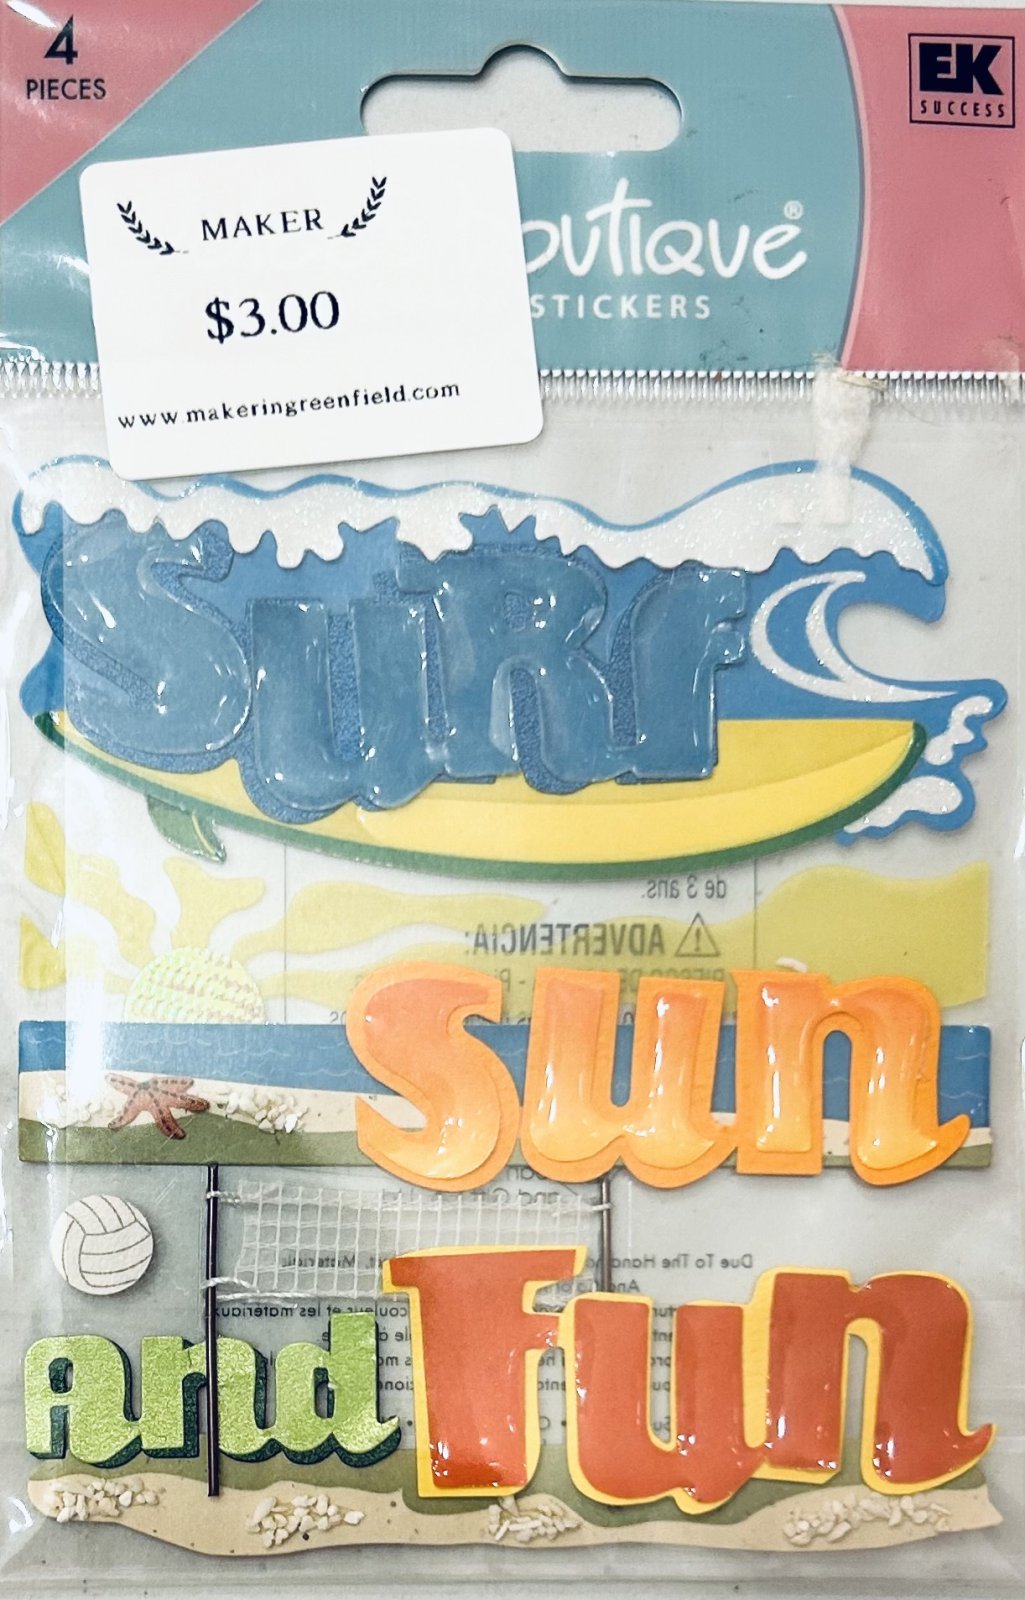 4
PIECES
EK
SUCCESS
MAKER
$3.00
www.makeringreenfield.com
outique®
STICKERS
SURF
de 3 ans.
ADVERTENCIA:
Sun
And
Fun
Due To The